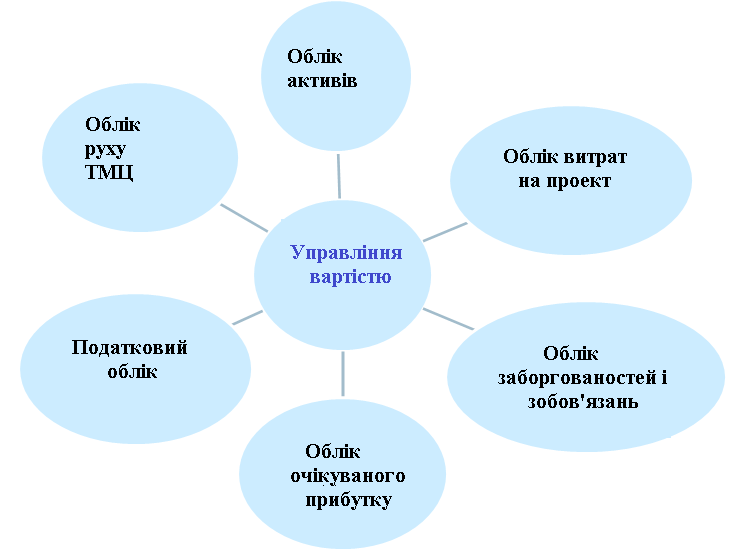 Облік
активів
Облік
руху
ТМЦ
Облік витрат
на проект
Управління
вартістю
Податковий
облік
Облік
заборгованостей і
зобов'язань
Облік
очікуваного
прибутку